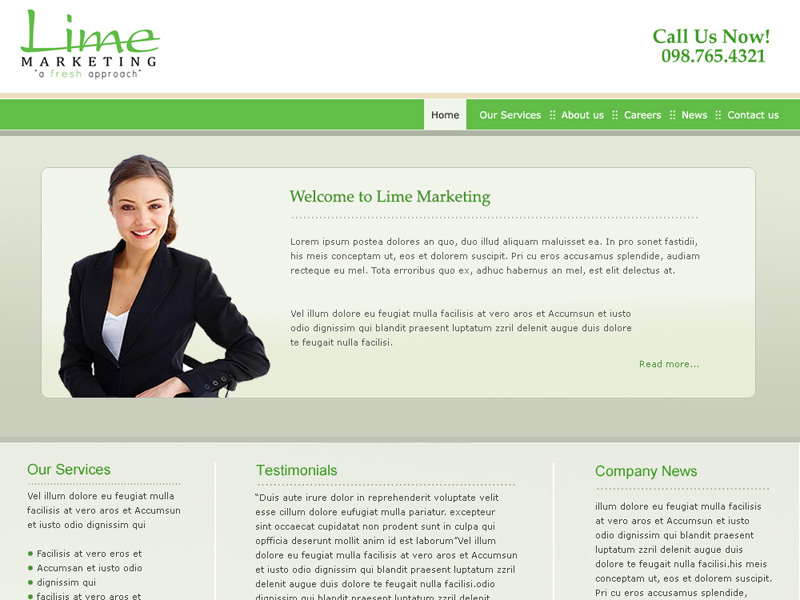 Lime
MARKETING
"a fresh approach"
Call Us Now!
098.765.4321
Home
Our Services
About us
Careers
News
Contact us
Welcome to Lime Marketing
Lorem ipsum postea dolores an quo, duo illud aliquam maluisset ea. In pro sonet fastidii,
his meis conceptam ut, eos et dolorem suscipit. Pri cu eros accusamus splendide, audiam
recteque eu mel. Tota erroribus quo ex, adhuc habemus an mel, est elit delectus at.
Vel illum dolore eu feugiat mulla facilisis at vero aros et Accumsun et iusto
odio dignissim qui blandit praesent luptatum zzril delenit augue duis dolore
te feugait nulla facilisi.
Read more...
Our Services
Vel illum dolore eu feugiat mulla
facilisis at vero aros et Accumsun
et iusto odio dignissim qui
Facilisis at vero eros et
Accumsan et iusto odio
dignissim qui
facilisis at vero aros et
Testimonials
"Duis aute irure dolor in reprehenderit voluptate velit
esse cillum dolore eufugiat mulla pariatur. excepteur
sint occaecat cupidatat non prodent sunt in culpa qui
opfficia deserunt mollit anim id est laborum"Vel illum
dolore eu feugiat mulla facilisis at vero aros et Accumsun
et iusto odio dignissim qui blandit praesent luptatum zzril
delenit augue duis dolore te feugait nulla facilisi.odio
dignissim qui blandit praesent luptatum zzril delenit
Company News
illum dolore eu feugiat mulla facilisis
at vero aros et Accumsun et iusto
odio dignissim qui blandit praesent
luptatum zzril delenit augue duis
dolore te feugait nulla facilisi.his meis
conceptam ut, eos et dolorem suscipit.
Pri cu eros accusamus splendide,